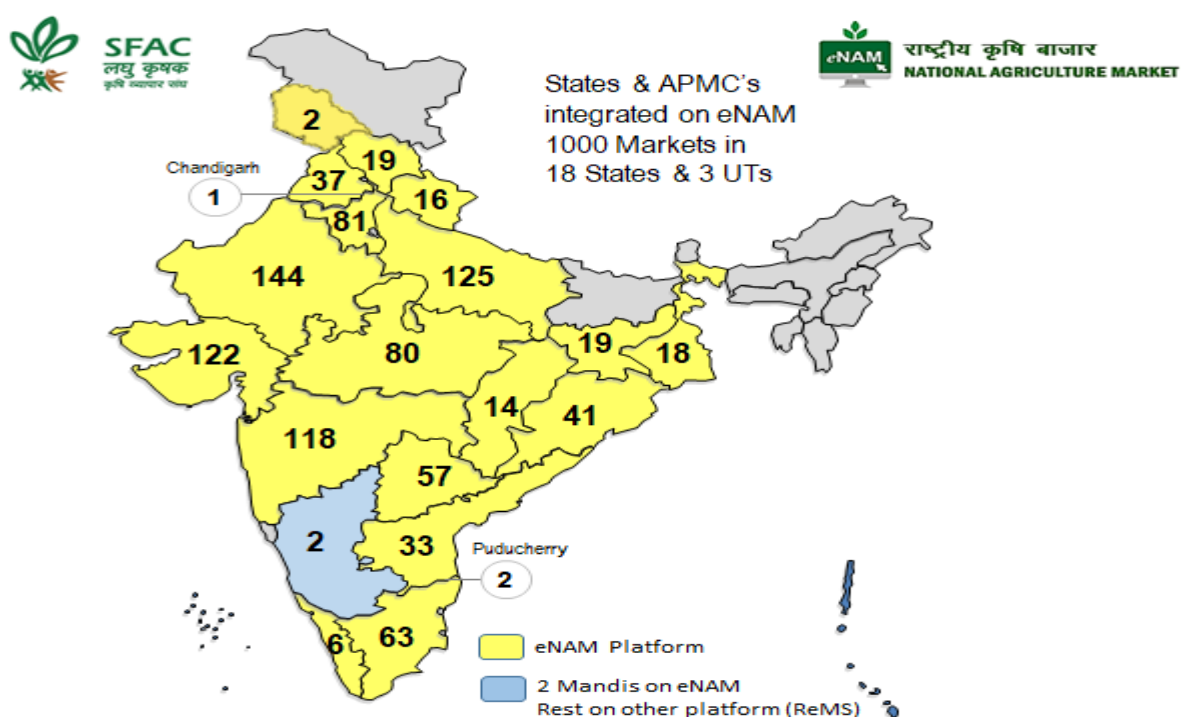 SFAC
लघु कृषक
कृषि व्यापार संघ
eNAM
राष्ट्रीय कृषि बाजार
NATIONAL AGRICULTURE MARKET
States & APMC's
integrated on eNAM
1000 Markets in
18 States & 3 UTs
2
19
Chandigarh
1
37
16
81
144
125
122
80
19
18
14
41
118
57
2
33
Puducherry
2
6
63
eNAM Platform
2 Mandis on eNAM
Rest on other platform (ReMS)